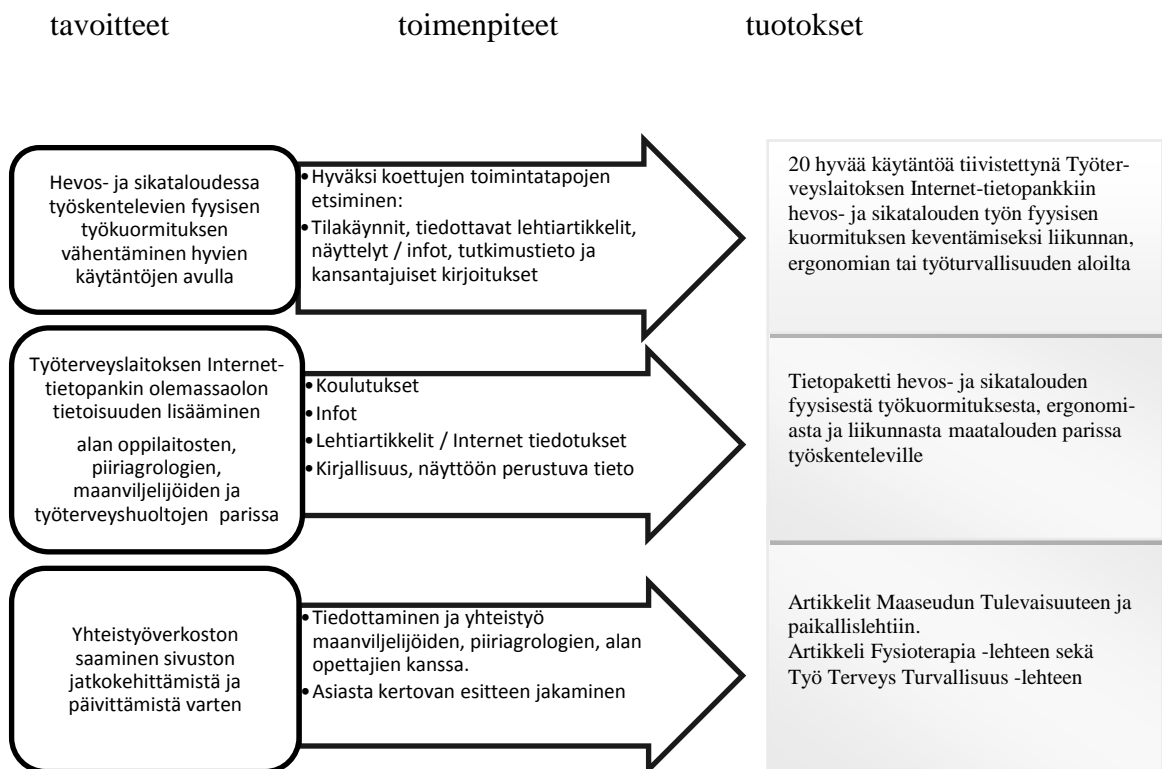 tavoitteet toimenpiteet tuotokset
Hevos- ja sikataloudessa
työskentelevien fyysisen
työkuormituksen
vähentäminen hyvien
käytäntöjen avulla
•Hyväksi koettujen toimintatapojen
etsiminen:
•Tilakäynnit, tiedottavat lehtiartikkelit,
näyttelyt / infot, tutkimustieto ja
kansantajuiset kirjoitukset
20 hyvää käytäntöä tiivistettynä Työter-
veyslaitoksen Internet-tietopankkiin
hevos- ja sikatalouden työn fyysisen
kuormituksen keventämiseksi liikunnan,
ergonomian tai työturvallisuuden aloilta
Työterveyslaitoksen Internet-
tietopankin olemassaolon
tietoisuuden lisääminen
alan oppilaitosten,
piiriagrologien,
maanviljelijöiden ja
työterveyshuoltojen parissa
•Koulutukset
•Infot
•Lehtiartikkelit / Internet tiedotukset
•Kirjallisuus, näyttöön perustuva tieto
Tietopaketti hevos- ja sikatalouden
fyysisestä työkuormituksesta, ergonomi-
asta ja liikunnasta maatalouden parissa
työskenteleville
Yhteistyöverkoston
saaminen sivuston
jatkokehittämistä ja
päivittämistä varten
•Tiedottaminen ja yhteistyö
maanviljelijöiden, piiriagrologien, alan
opettajien kanssa.
•Asiasta kertovan esitteen jakaminen
Artikkelit Maaseudun Tulevaisuuteen ja
paikallislehtiin.
Artikkeli Fysioterapia -lehteen sekä
Työ Terveys Turvallisuus -lehteen